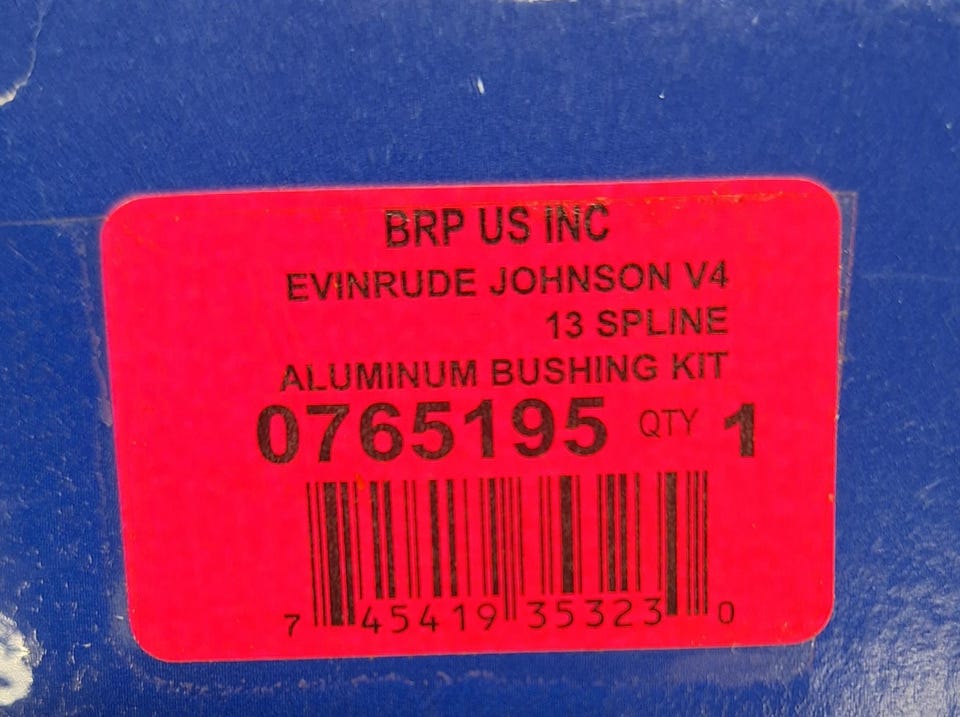 BRP US INC
EVINRUDE JOHNSON V4
13 SPLINE
ALUMINUM BUSHING KIT
0765195 QTY 1
7 45419 35323 0